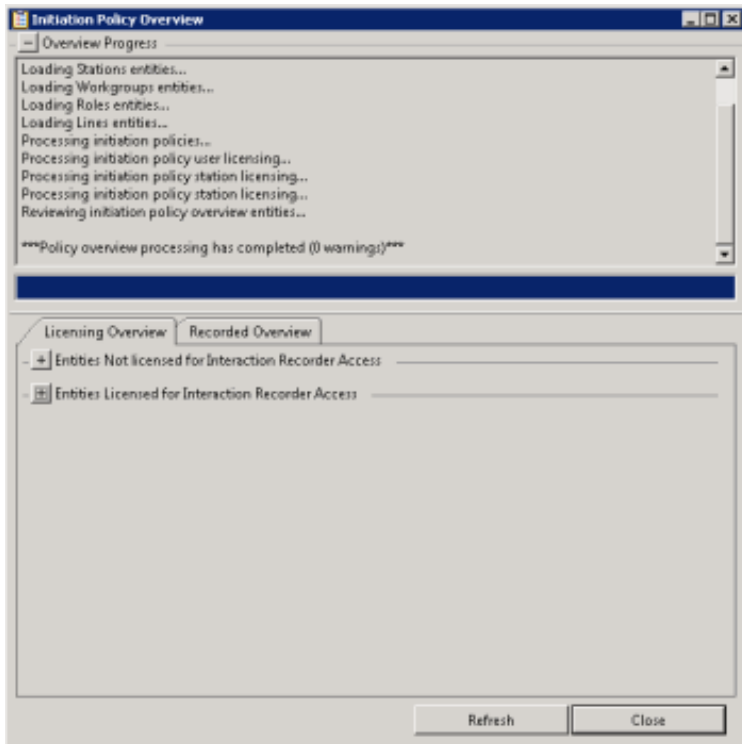 Initiation Policy Overview
Overview Progress
Loading Stations entities...
Loading Workgroups entities...
Loading Roles entities...
Loading Lines entities...
Processing initiation policies...
Processing initiation policy user licensing...
Processing initiation policy station licensing...
Processing initiation policy station licensing...
Reviewing initiation policy overview entities...
***Policy overview processing has completed (0 warnings)***
Licensing Overview Recorded Overview
Entities Not licensed for Interaction Recorder Access
Entities Licensed for Interaction Recorder Access
Refresh Close